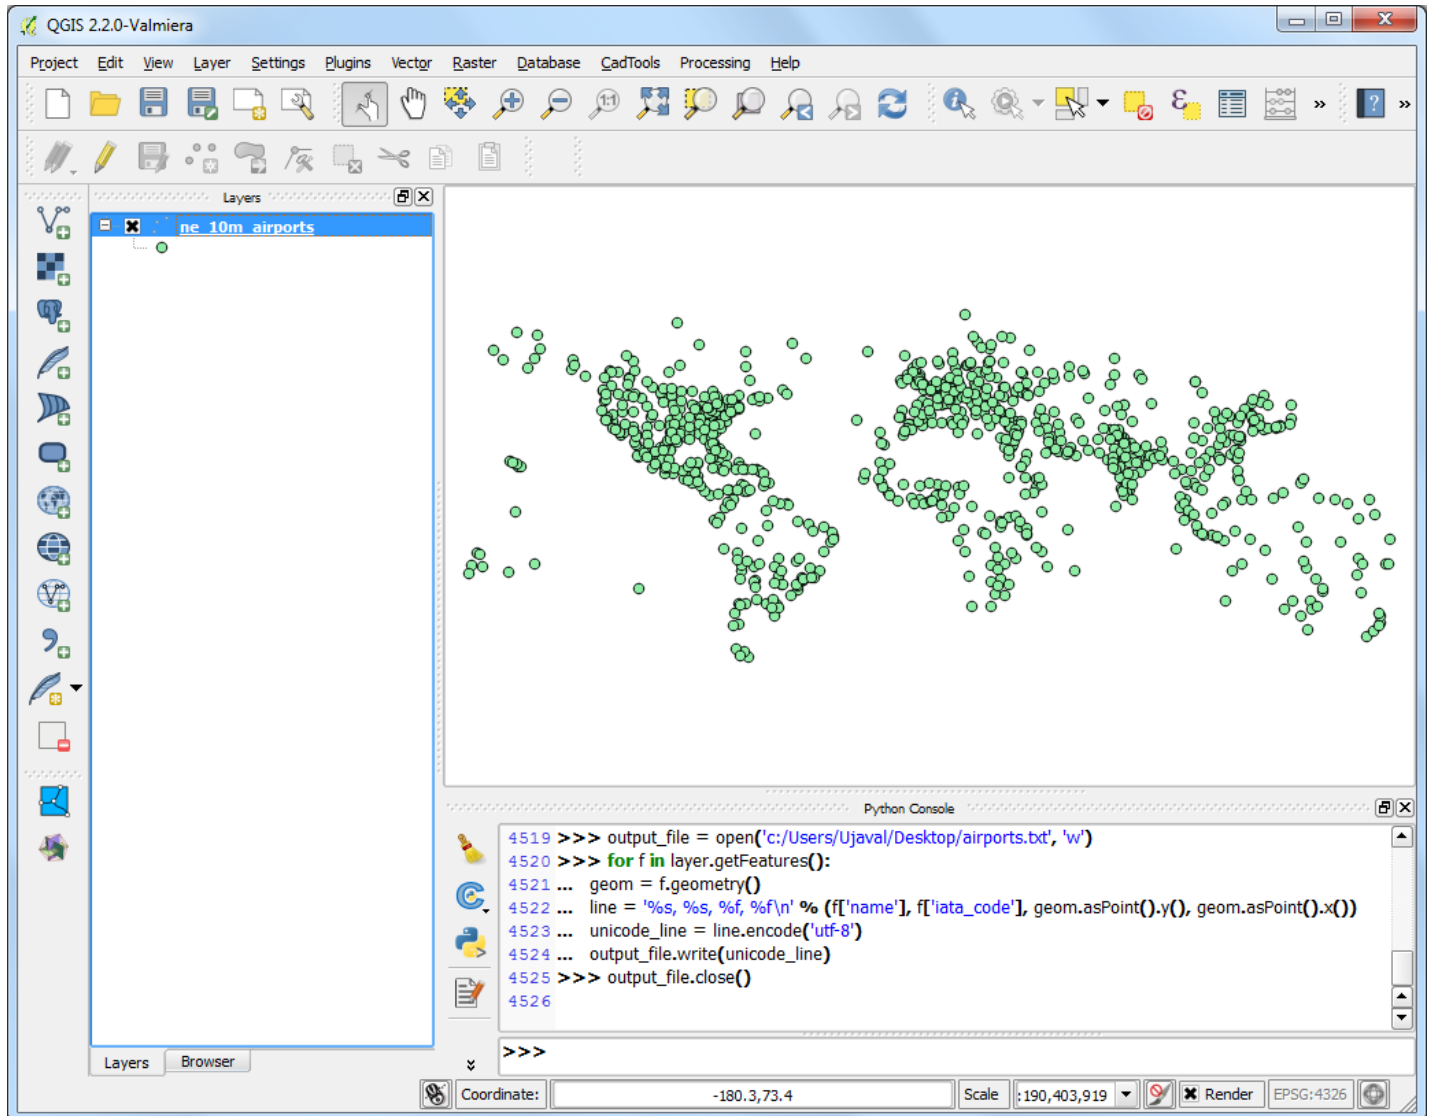 QGIS 2.2.0-Valmiera
Project Edit View Layer Settings Plugins Vector Raster Database CadTools Processing Help
1:1
ε
?
»
»
Layers
ne_10m_airports
Python Console
4519 >>> output_file = open('c:/Users/Ujaval/Desktop/airports.txt', 'w')
4520 >>> for f in layer.getFeatures():
4521 ... geom = f.geometry()
4522 ... line = '%s, %s, %f, %f\n' % (f['name'], f['iata_code'], geom.asPoint().y(), geom.asPoint().x())
4523 ... unicode_line = line.encode('utf-8')
4524 ... output_file.write(unicode_line)
4525 >>> output_file.close()
4526
>>>
Layers Browser
Coordinate: -180.3,73.4 Scale :190,403,919 Render EPSG:4326